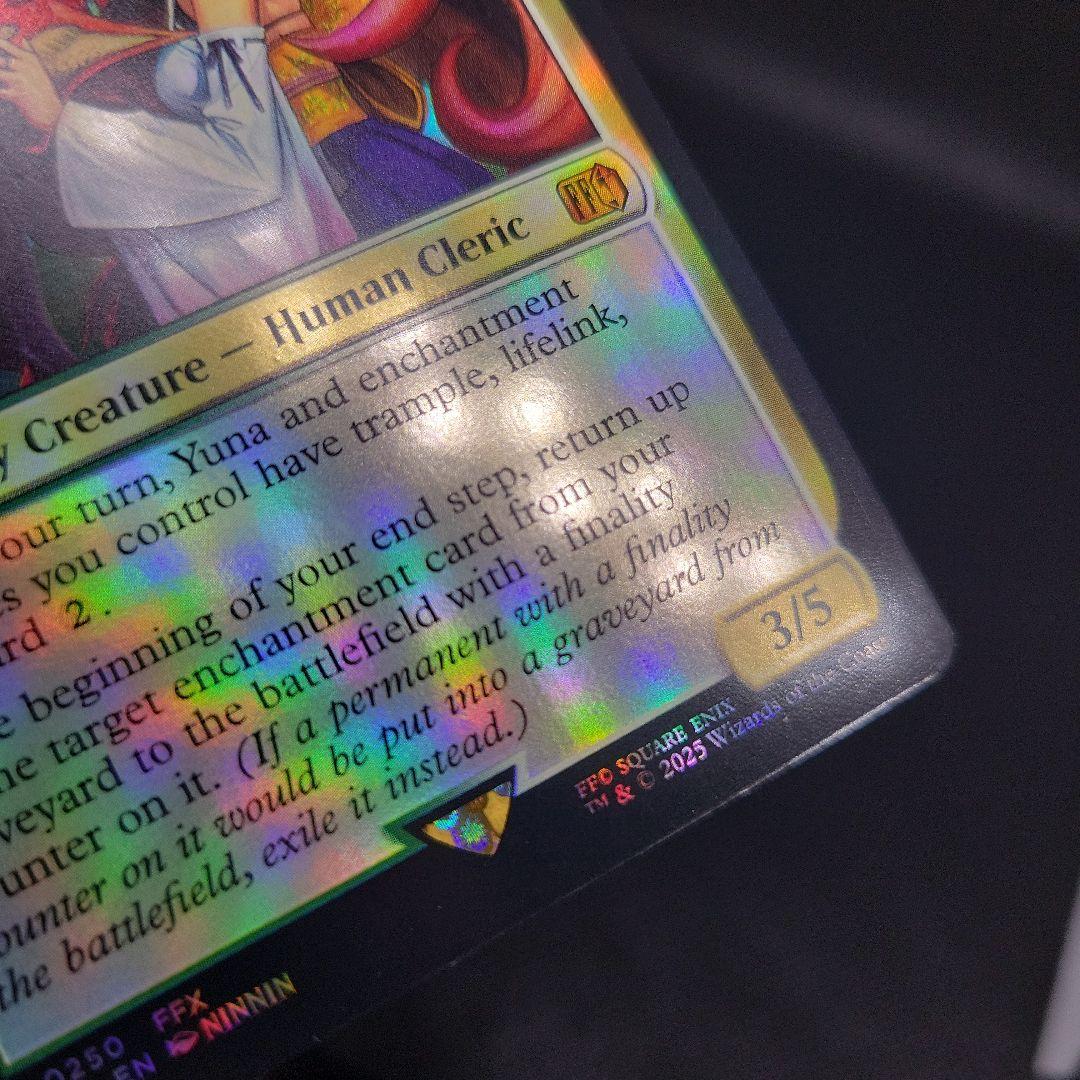 FFC
y Creature — Human Cleric
our turn, Yuna and enchantment
s you control have trample, lifelink,
rd 2.
e beginning of your end step, return up
ne target enchantment card from your
veyard to the battlefield with a finality
unter on it. (If a permanent with a finality
ounter on it would be put into a graveyard from
the battlefield, exile it instead.)
3/5
FF© SQUARE ENIX
™ & © 2025 Wizards of the Coast
0250 FFX
EN NINNIN